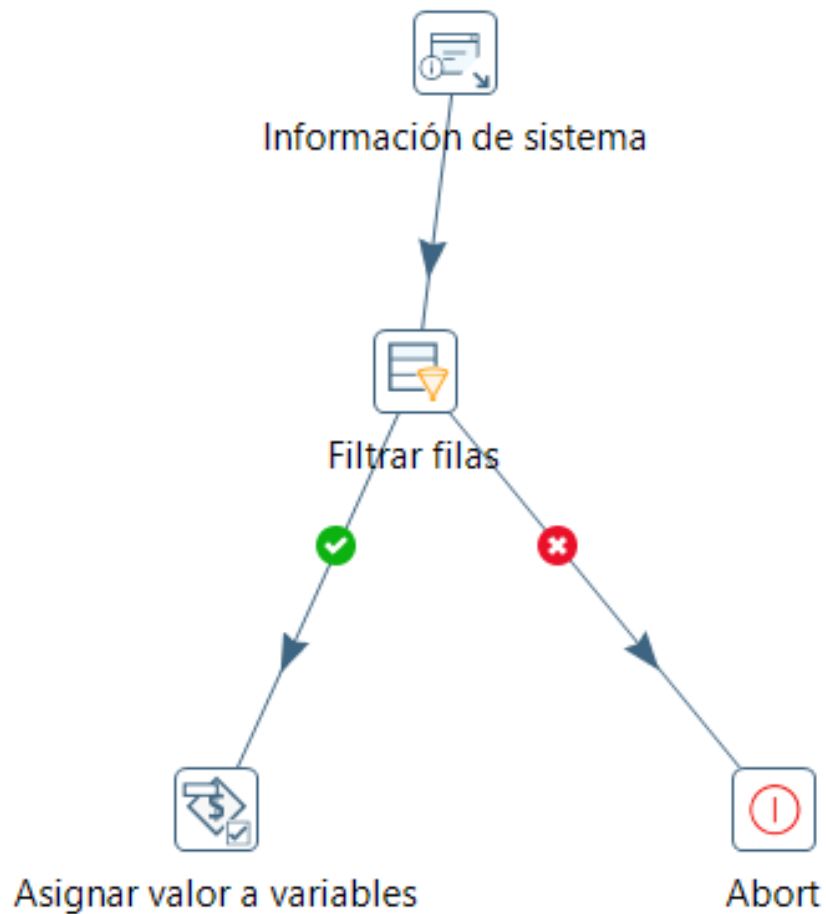 Información de sistema
Filtrar filas
Asignar valor a variables
Abort